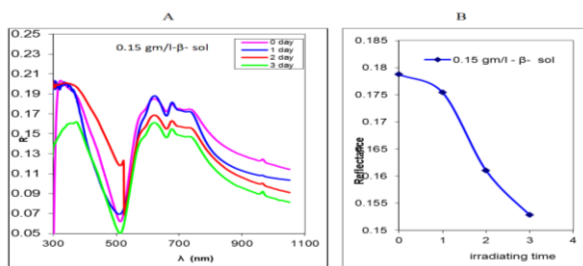 A
0.15 gm/l-β- sol
0 day
1 day
2 day
3 day
R
0.25
0.23
0.21
0.19
0.17
0.15
0.13
0.11
0.09
0.07
0.05
300
500
700
900
1100
λ (nm)
B
0.15 gm/l - β- sol
Reflectance
0.185
0.18
0.175
0.17
0.165
0.16
0.155
0.15
0
1
2
3
4
irradiating time